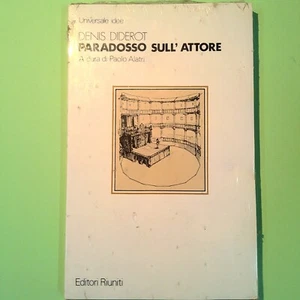 Universale idee
DENIS DIDEROT
PARADOSSO SULL' ATTORE
A cura di Paolo Alatri
Editori Riuniti